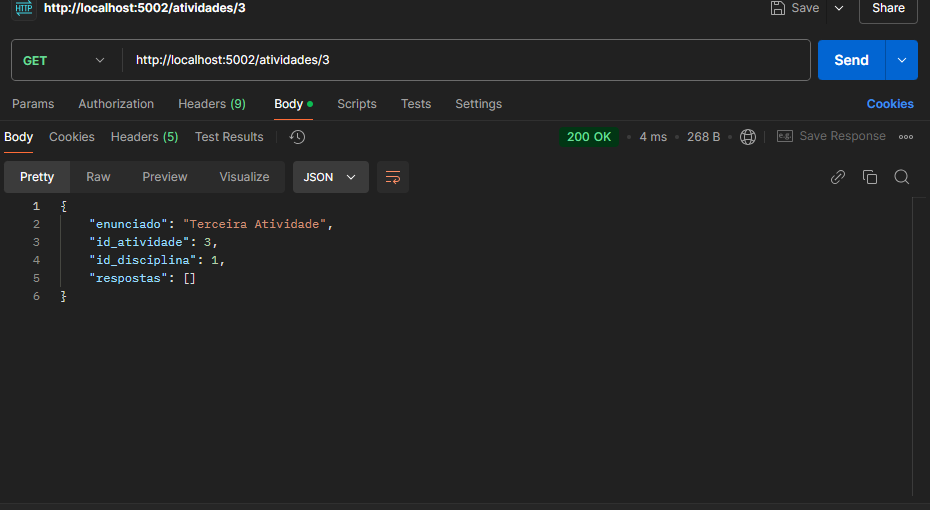 HTTP http://localhost:5002/atividades/3 Save Share
GET http://localhost:5002/atividades/3 Send
Params Authorization Headers (9) Body Scripts Tests Settings Cookies
Body Cookies Headers (5) Test Results 200 OK 4 ms 268 B e.g. Save Response
Pretty Raw Preview Visualize JSON
1 {
2 "enunciado": "Terceira Atividade",
3 "id_atividade": 3,
4 "id_disciplina": 1,
5 "respostas": []
6 }